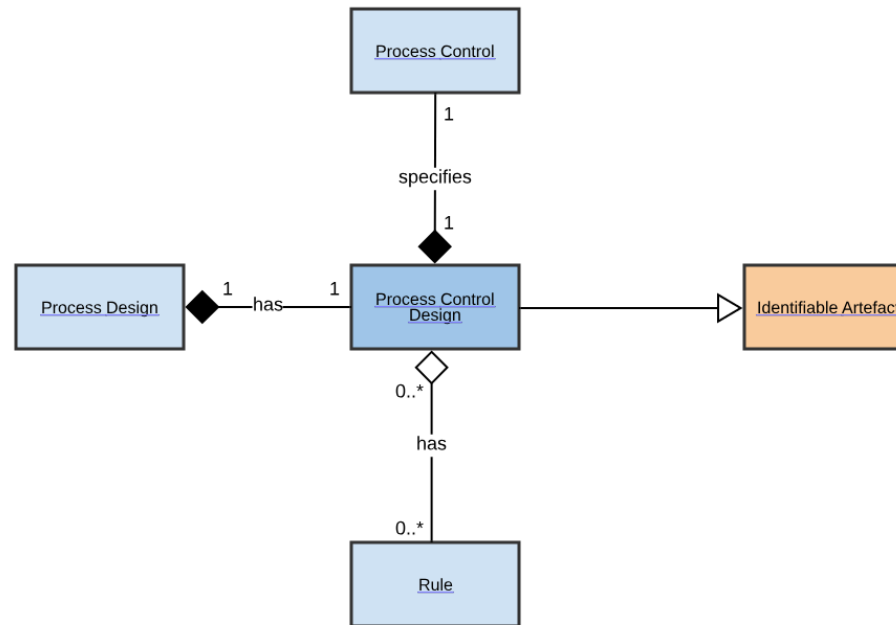 Process Control
1
specifies
1
Process Design
1
has
1
Process Control
Design
Identifiable Artefact
0..*
has
0..*
Rule